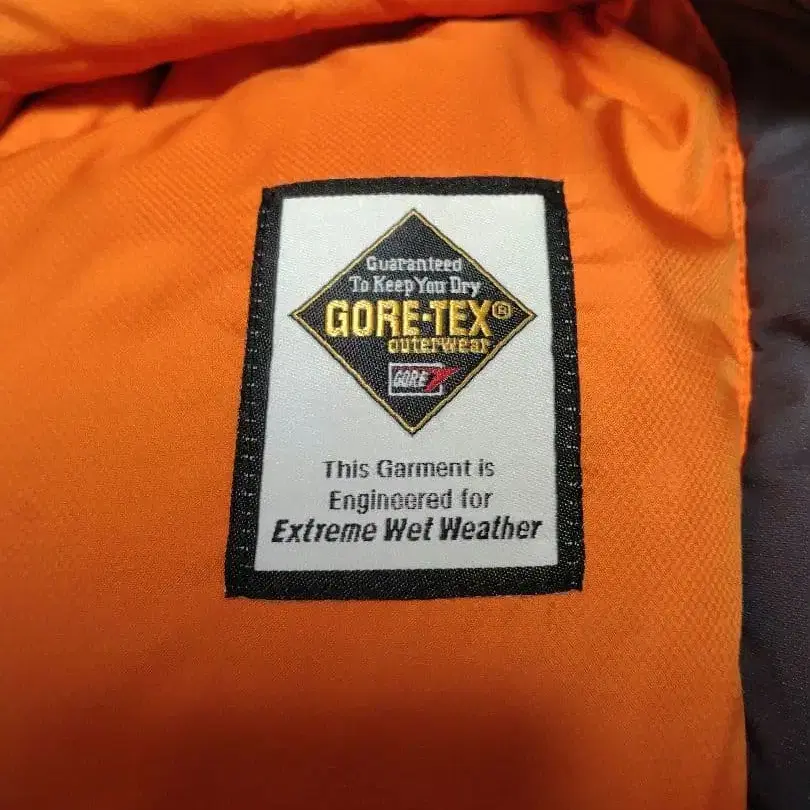 Guaranteed
To Keep You Dry
GORE-TEX®
outerwear
GORE
This Garment is
Engineered for
Extreme Wet Weather